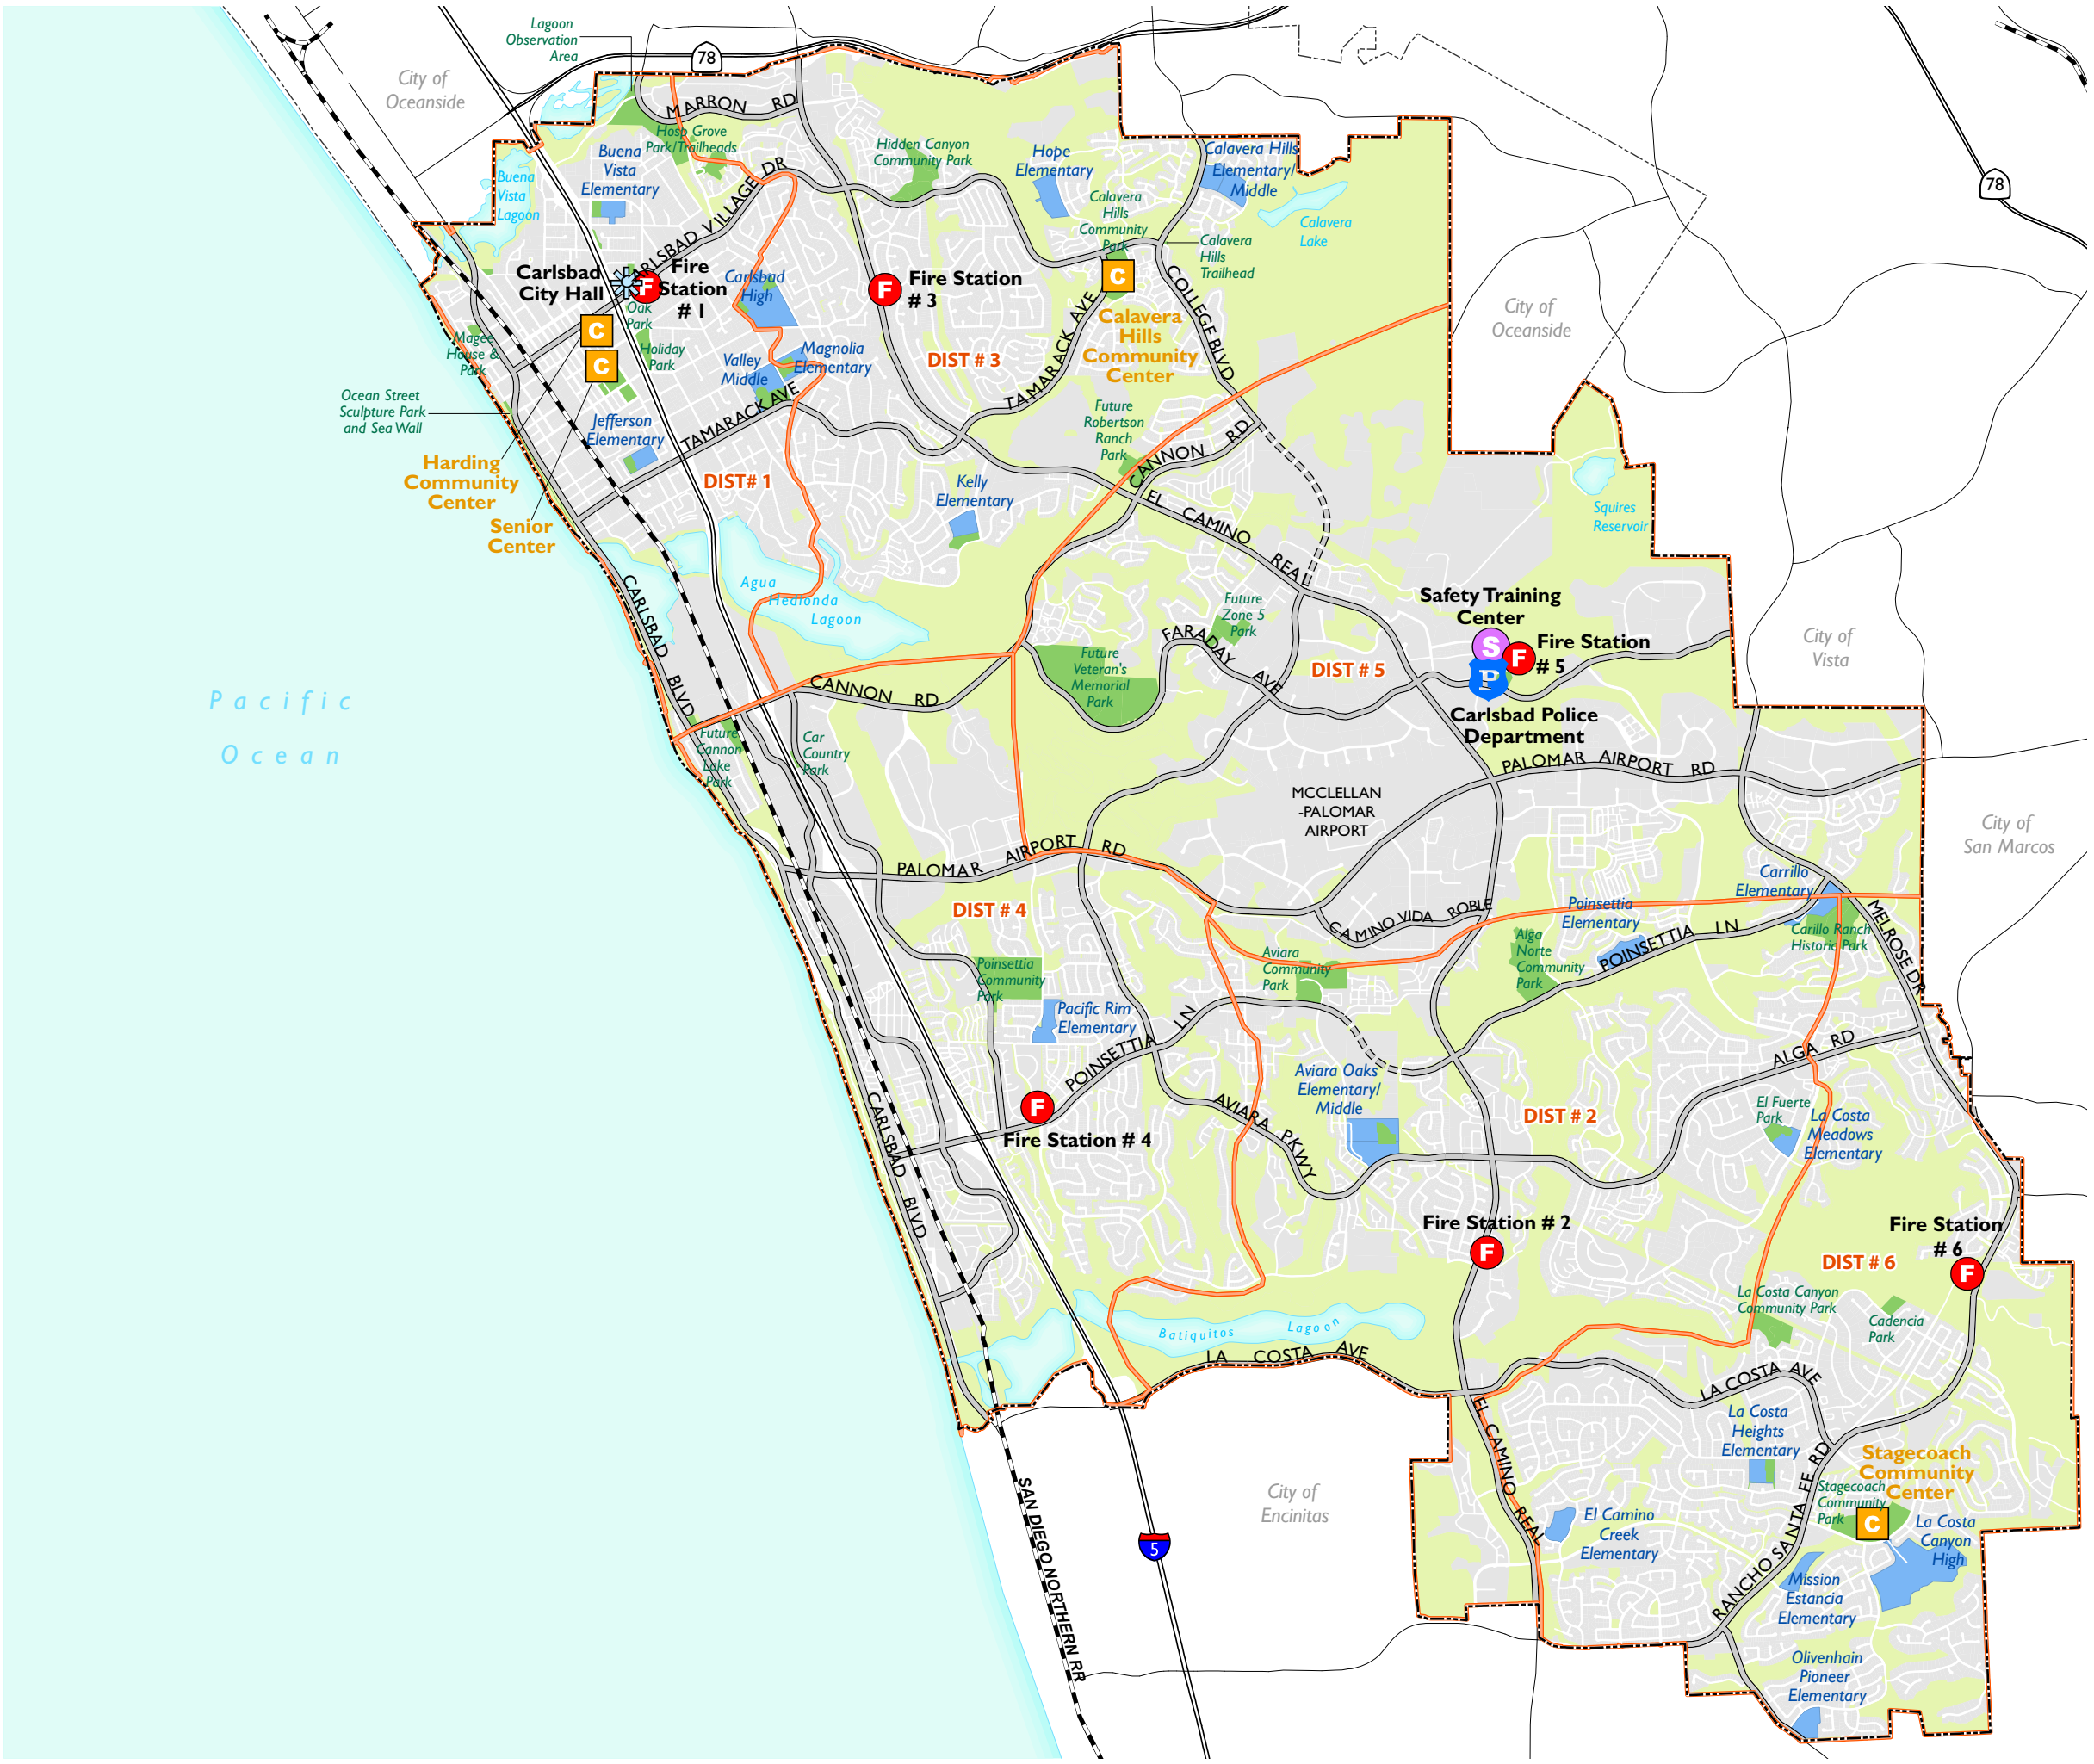 Lagoon
Observation
Area
78
City of
Oceanside
MARRON RD
Hosp Grove
Park/Trailheads
Buena
Vista
Elementary
Hidden Canyon
Community Park
Hope
Elementary
Calavera Hills
Elementary/
Middle
78
Buena
Vista
Lagoon
CARLSBAD VILLAGE DR
Calavera
Hills
Community
Park
Calavera
Lake
Calavera
Hills
Trailhead
Carlsbad
City Hall
F
Fire
Station
# 1
Carlsbad
High
F
Fire Station
# 3
C
COLLEGE BLVD
City of
Oceanside
Oak
Park
C
C
Magee
House &
Park
Holiday
Park
Valley
Middle
Magnolia
Elementary
DIST # 3
TAMARACK AVE
Calavera
Hills
Community
Center
Ocean Street
Sculpture Park
and Sea Wall
Jefferson
Elementary
TAMARACK AVE
Future
Robertson
Ranch
Park
CANNON RD
Harding
Community
Center
DIST# 1
Kelly
Elementary
EL CAMINO REAL
Squires
Reservoir
Senior
Center
Agua
Hedionda
Lagoon
CARLSBAD BLVD
Future
Zone 5
Park
FARADAY AVE
Safety Training
Center
S
F
Fire Station
# 5
P
City of
Vista
Future
Veteran's
Memorial
Park
DIST # 5
CANNON RD
Carlsbad Police
Department
Pacific
Ocean
Future
Cannon
Lake
Park
Car
Country
Park
PALOMAR AIRPORT RD
MCCLELLAN
-PALOMAR
AIRPORT
City of
San Marcos
PALOMAR AIRPORT RD
Carrillo
Elementary
DIST # 4
CAMINO VIDA ROBLE
Poinsettia
Elementary
POINSETTIA LN
Carillo Ranch
Historic Park
MELROSE DR
Poinsettia
Community
Park
Aviara
Community
Park
Alga
Norte
Community
Park
Pacific Rim
Elementary
POINSETTIA LN
ALGA RD
Aviara Oaks
Elementary/
Middle
F
Fire Station # 4
AVIARA PKWY
DIST # 2
El Fuerte
Park
La Costa
Meadows
Elementary
CARLSBAD BLVD
Fire Station # 2
F
Fire Station
# 6
F
DIST # 6
La Costa Canyon
Community Park
Cadencia
Park
Batiquitos Lagoon
LA COSTA AVE
LA COSTA AVE
EL CAMINO REAL
La Costa
Heights
Elementary
RANCHO SANTA FE RD
Stagecoach
Community
Center
Stagecoach
Community
Park
C
La Costa
Canyon
High
City of
Encinitas
El Camino
Creek
Elementary
5
SAN DIEGO NORTHERN RR
Mission
Estancia
Elementary
Olivenhain
Pioneer
Elementary